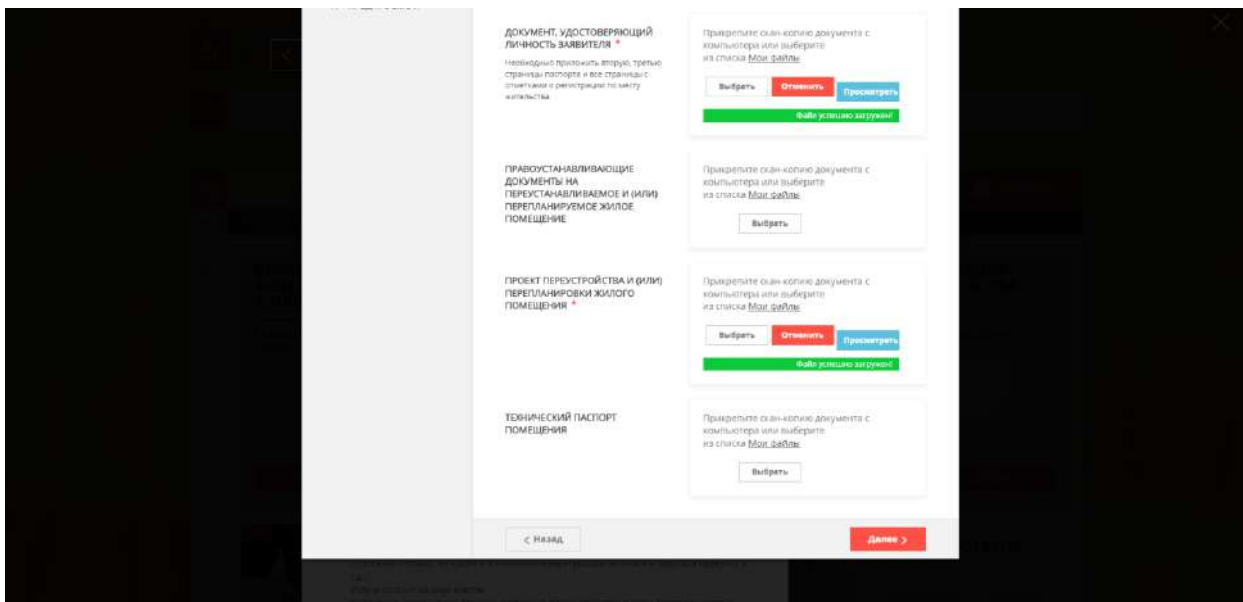 ДОКУМЕНТ, УДОСТОВЕРЯЮЩИЙ
ЛИЧНОСТЬ ЗАЯВИТЕЛЯ *
Необходимо приложить вторую, третью
страницы паспорта и все страницы с
отметками о регистрации по месту
жительства
Прикрепите скан-копию документа с
компьютера или выберите
из списка Мои файлы
Выбрать
Отменить
Просмотреть
Файл успешно загружен!
ПРАВОУСТАНАВЛИВАЮЩИЕ
ДОКУМЕНТЫ НА
ПЕРЕУСТАНАВЛИВАЕМОЕ И (ИЛИ)
ПЕРЕПЛАНИРУЕМОЕ ЖИЛОЕ
ПОМЕЩЕНИЕ
Прикрепите скан-копию документа с
компьютера или выберите
из списка Мои файлы
Выбрать
ПРОЕКТ ПЕРЕУСТРОЙСТВА И (ИЛИ)
ПЕРЕПЛАНИРОВКИ ЖИЛОГО
ПОМЕЩЕНИЯ *
Прикрепите скан-копию документа с
компьютера или выберите
из списка Мои файлы
Выбрать
Отменить
Просмотреть
Файл успешно загружен!
ТЕХНИЧЕСКИЙ ПАСПОРТ
ПОМЕЩЕНИЯ
Прикрепите скан-копию документа с
компьютера или выберите
из списка Мои файлы
Выбрать
< Назад
Далее >